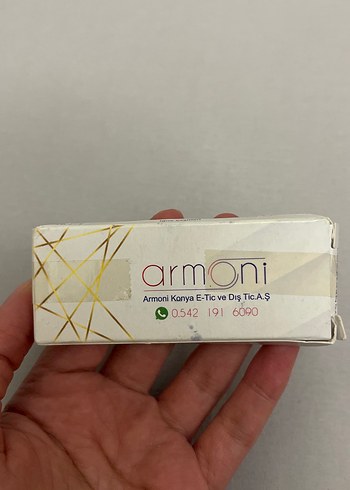 armoni
Armoni Konya E-Tic ve Dış Tic.A.Ş
0.542 191 6090